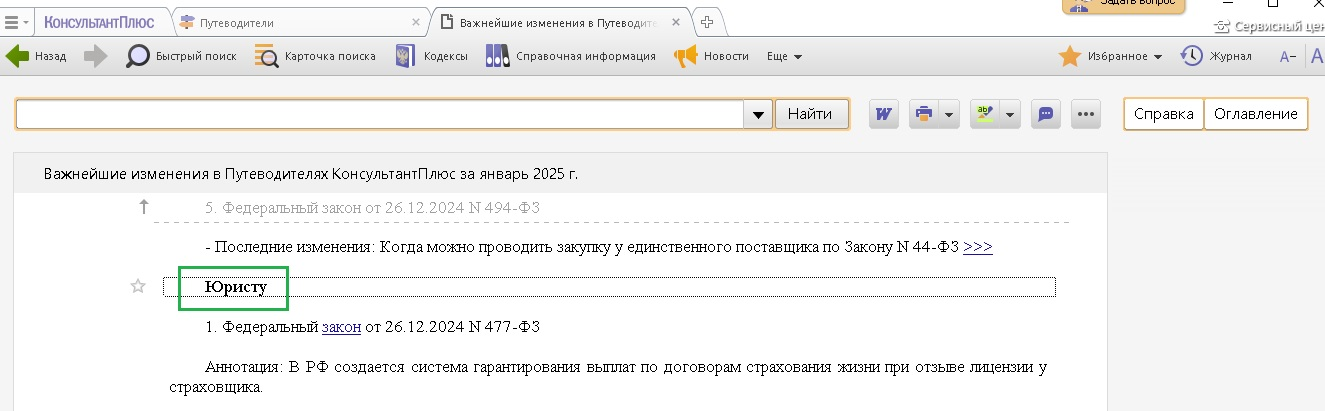 Задать вопрос
КонсультантПлюс
Путеводители
Важнейшие изменения в Путеводите
Сервисный цен
Назад
Быстрый поиск
Карточка поиска
Кодексы
Справочная информация
Новости
Еще
Избранное
Журнал
А−
А
Найти
W
ab
Справка
Оглавление
Важнейшие изменения в Путеводителях КонсультантПлюс за январь 2025 г.
5. Федеральный закон от 26.12.2024 N 494-ФЗ
- Последние изменения: Когда можно проводить закупку у единственного поставщика по Закону N 44-ФЗ >>>
Юристу
1. Федеральный закон от 26.12.2024 N 477-ФЗ
Аннотация: В РФ создается система гарантирования выплат по договорам страхования жизни при отзыве лицензии у
страховщика.